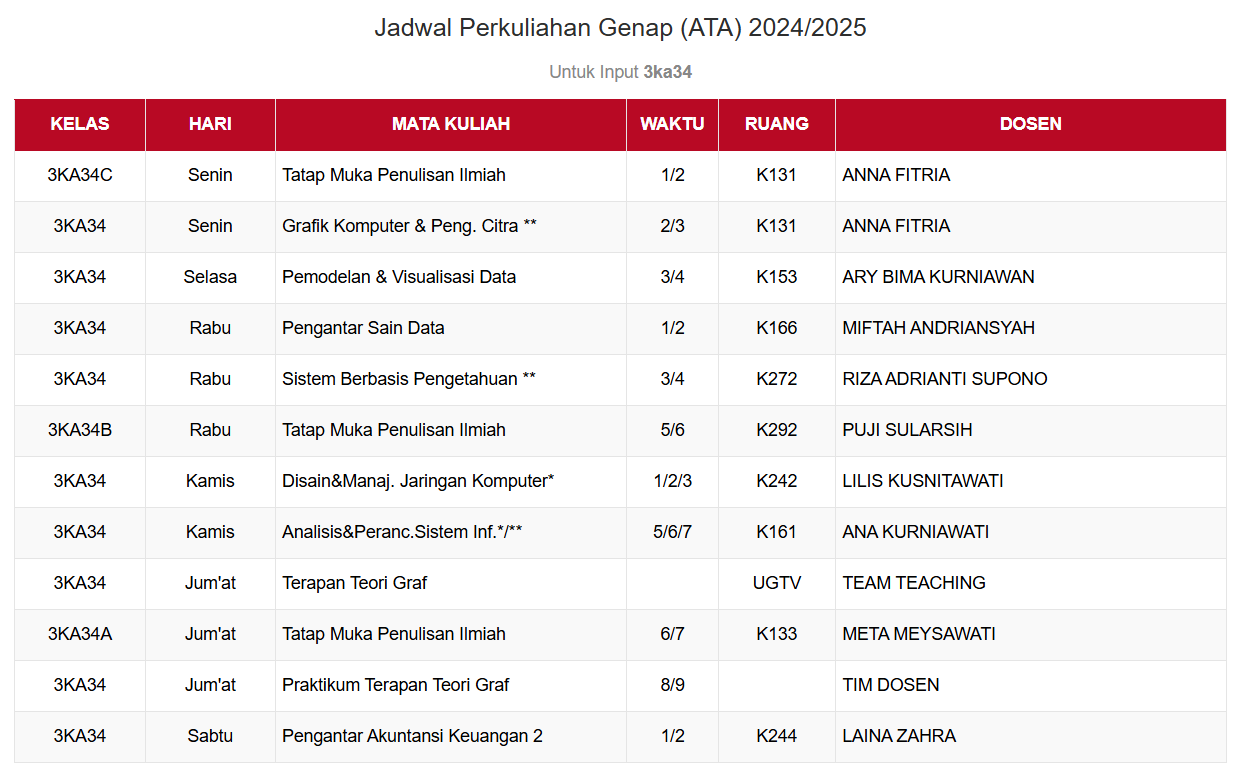 Jadwal Perkuliahan Genap (ATA) 2024/2025
Untuk Input 3ka34
KELAS HARI MATA KULIAH WAKTU RUANG DOSEN
3KA34C Senin Tatap Muka Penulisan Ilmiah 1/2 K131 ANNA FITRIA
3KA34 Senin Grafik Komputer & Peng. Citra ** 2/3 K131 ANNA FITRIA
3KA34 Selasa Pemodelan & Visualisasi Data 3/4 K153 ARY BIMA KURNIAWAN
3KA34 Rabu Pengantar Sain Data 1/2 K166 MIFTAH ANDRIANSYAH
3KA34 Rabu Sistem Berbasis Pengetahuan ** 3/4 K272 RIZA ADRIANTI SUPONO
3KA34B Rabu Tatap Muka Penulisan Ilmiah 5/6 K292 PUJI SULARSIH
3KA34 Kamis Disain&Manaj. Jaringan Komputer* 1/2/3 K242 LILIS KUSNITAWATI
3KA34 Kamis Analisis&Peranc.Sistem Inf.*/** 5/6/7 K161 ANA KURNIAWATI
3KA34 Jum'at Terapan Teori Graf UGTV TEAM TEACHING
3KA34A Jum'at Tatap Muka Penulisan Ilmiah 6/7 K133 META MEYSAWATI
3KA34 Jum'at Praktikum Terapan Teori Graf 8/9 TIM DOSEN
3KA34 Sabtu Pengantar Akuntansi Keuangan 2 1/2 K244 LAINA ZAHRA